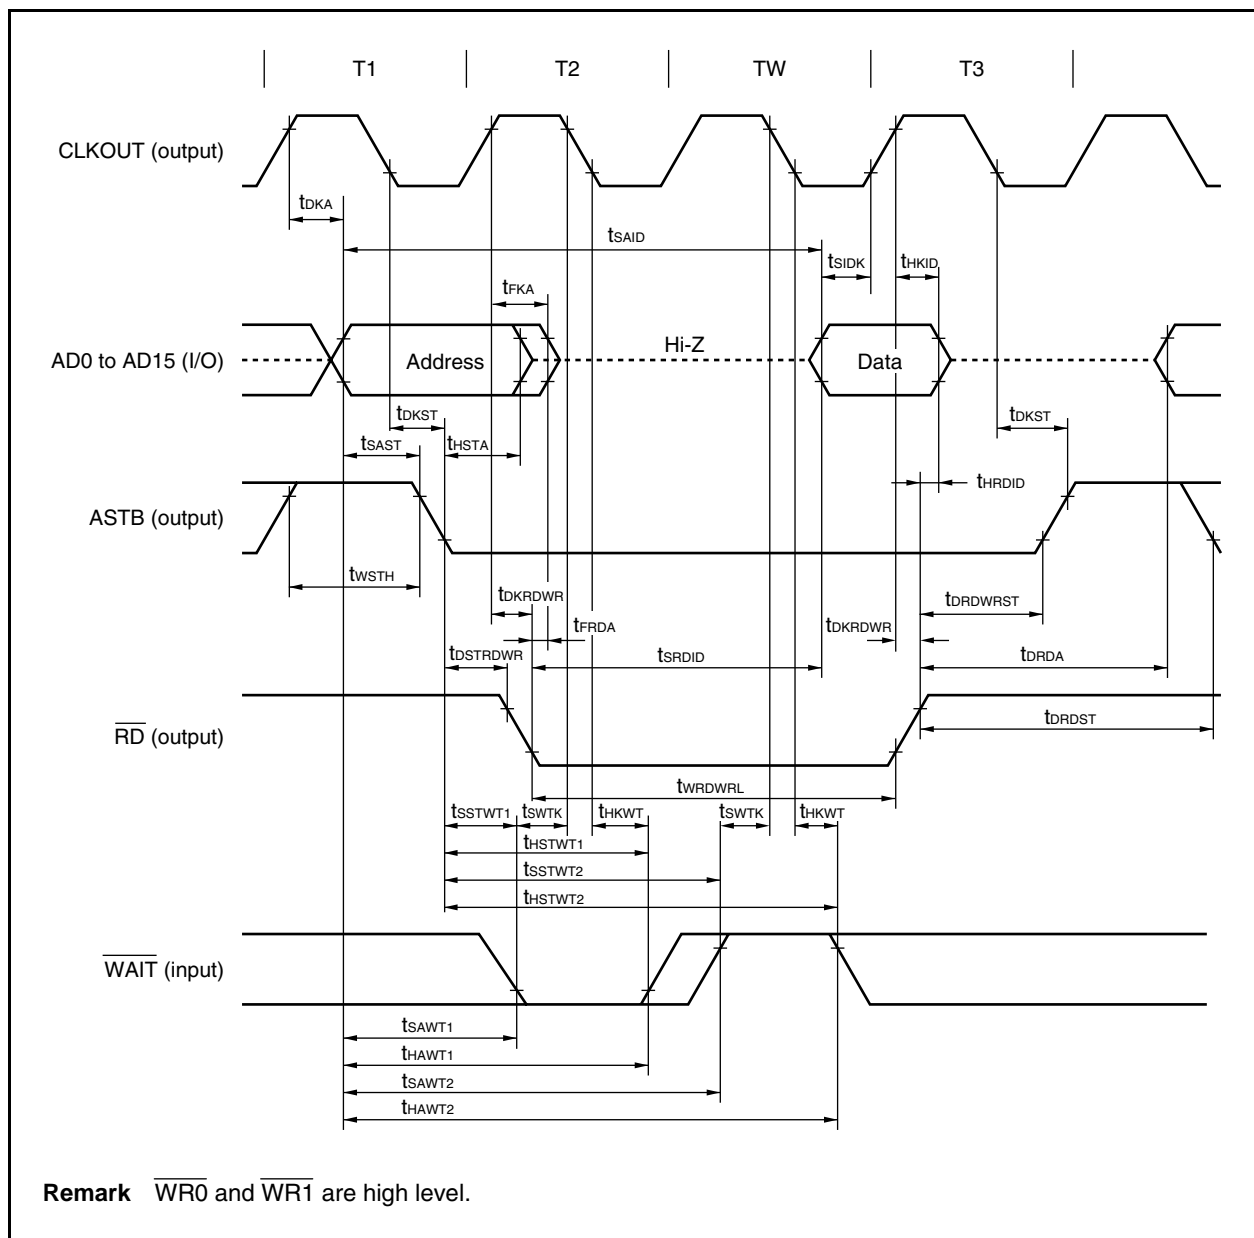 T1 T2 TW T3
CLKOUT (output)
tDKA
tSAID
tSIDK tHKID
tFKA
AD0 to AD15 (I/O)
Address
Hi-Z
Data
tDKST
tDKST
tSAST
tHSTA
tHRDID
ASTB (output)
tWSTH
tDKRDWR
tFRDA
tDKRDWR
tDRDWRST
tDSTRDWR
tSRDID
tDRDA
RD (output)
tDRDST
tWRDWRL
tSSTWT1 tSWTK tHKWT tSWTK tHKWT
tHSTWT1
tSSTWT2
tHSTWT2
WAIT (input)
tSAWT1
tHAWT1
tSAWT2
tHAWT2
Remark WR0 and WR1 are high level.